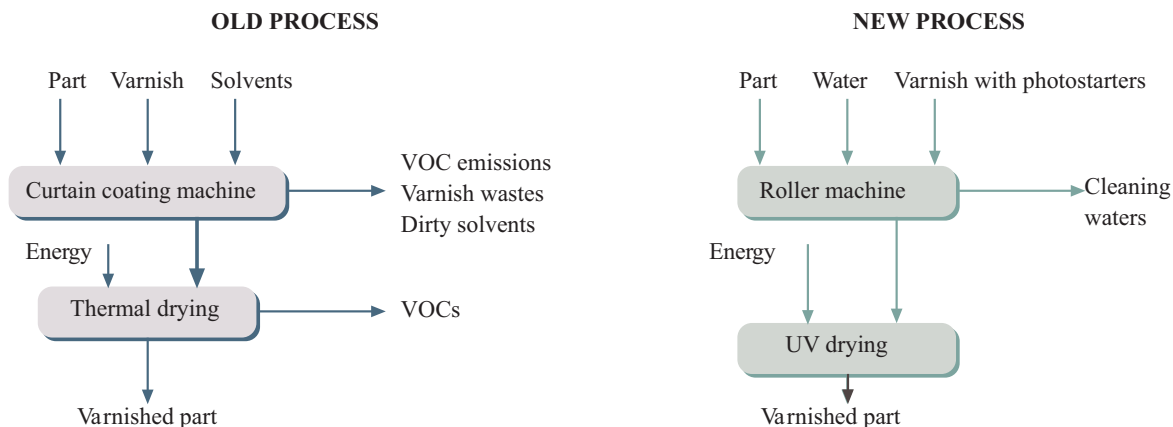 OLD PROCESS
Part Varnish Solvents
Curtain coating machine
VOC emissions
Varnish wastes
Dirty solvents
Energy
Thermal drying
VOCs
Varnished part
NEW PROCESS
Part Water Varnish with photostarters
Roller machine
Cleaning
waters
Energy
UV drying
Varnished part